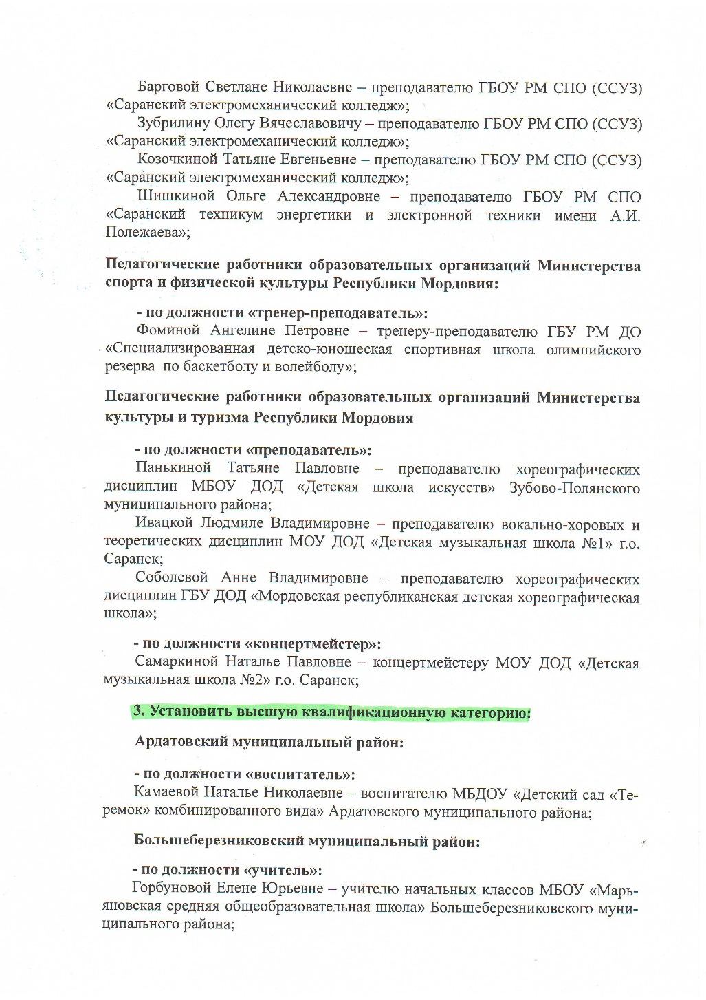 Барговой Светлане Николаевне – преподавателю ГБОУ РМ СПО (ССУЗ)
«Саранский электромеханический колледж»;
Зубрилину Олегу Вячеславовичу – преподавателю ГБОУ РМ СПО (ССУЗ)
«Саранский электромеханический колледж»;
Козочкиной Татьяне Евгеньевне – преподавателю ГБОУ РМ СПО (ССУЗ)
«Саранский электромеханический колледж»;
Шишкиной Ольге Александровне – преподавателю ГБОУ РМ СПО
«Саранский техникум энергетики и электронной техники имени А.И.
Полежаева»;
Педагогические работники образовательных организаций Министерства
спорта и физической культуры Республики Мордовия:
- по должности «тренер-преподаватель»:
Фоминой Ангелине Петровне – тренеру-преподавателю ГБУ РМ ДО
«Специализированная детско-юношеская спортивная школа олимпийского
резерва по баскетболу и волейболу»;
Педагогические работники образовательных организаций Министерства
культуры и туризма Республики Мордовия
- по должности «преподаватель»:
Панькиной Татьяне Павловне – преподавателю хореографических
дисциплин МБОУ ДОД «Детская школа искусств» Зубово-Полянского
муниципального района;
Ивацкой Людмиле Владимировне – преподавателю вокально-хоровых и
теоретических дисциплин МОУ ДОД «Детская музыкальная школа №1» г.о.
Саранск;
Соболевой Анне Владимировне – преподавателю хореографических
дисциплин ГБУ ДОД «Мордовская республиканская детская хореографическая
школа»;
- по должности «концертмейстер»:
Самаркиной Наталье Павловне – концертмейстеру МОУ ДОД «Детская
музыкальная школа №2» г.о. Саранск;
3. Установить высшую квалификационную категорию:
Ардатовский муниципальный район:
- по должности «воспитатель»:
Камаевой Наталье Николаевне – воспитателю МБДОУ «Детский сад «Те-
ремок» комбинированного вида» Ардатовского муниципального района;
Большеберезниковский муниципальный район:
- по должности «учитель»:
Горбуновой Елене Юрьевне – учителю начальных классов МБОУ «Марь-
яновская средняя общеобразовательная школа» Большеберезниковского муни-
ципального района;